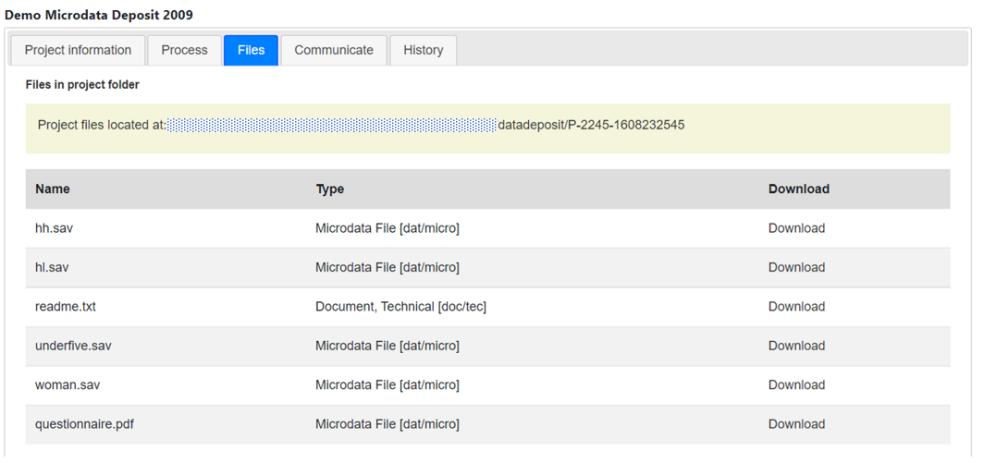 Demo Microdata Deposit 2009
Project information Process Files Communicate History
Files in project folder
Project files located at: datadeposit/P-2245-1608232545
Name Type Download
hh.sav Microdata File [dat/micro] Download
hl.sav Microdata File [dat/micro] Download
readme.txt Document, Technical [doc/tec] Download
underfive.sav Microdata File [dat/micro] Download
woman.sav Microdata File [dat/micro] Download
questionnaire.pdf Microdata File [dat/micro] Download